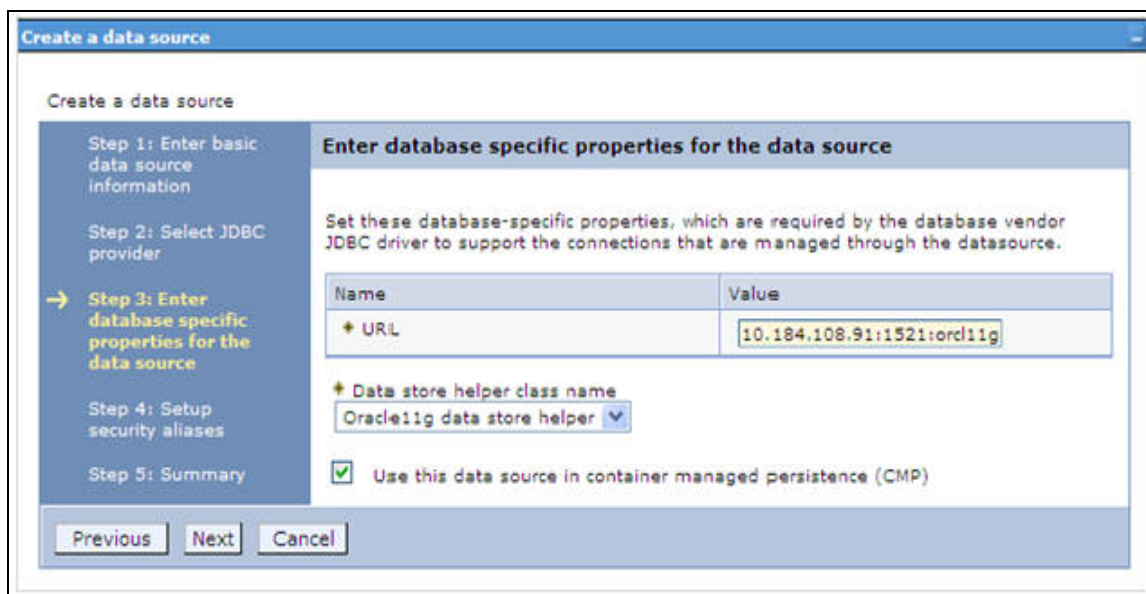 Create a data source
Create a data source
Step 1: Enter basic
data source
information
Step 2: Select JDBC
provider
Step 3: Enter
database specific
properties for the
data source
Step 4: Setup
security aliases
Step 5: Summary
Enter database specific properties for the data source
Set these database-specific properties, which are required by the database vendor
JDBC driver to support the connections that are managed through the datasource.
Name Value
URL 10.184.108.91:1521:orcl11g
Data store helper class name
Oracle11g data store helper
Use this data source in container managed persistence (CMP)
Previous Next Cancel